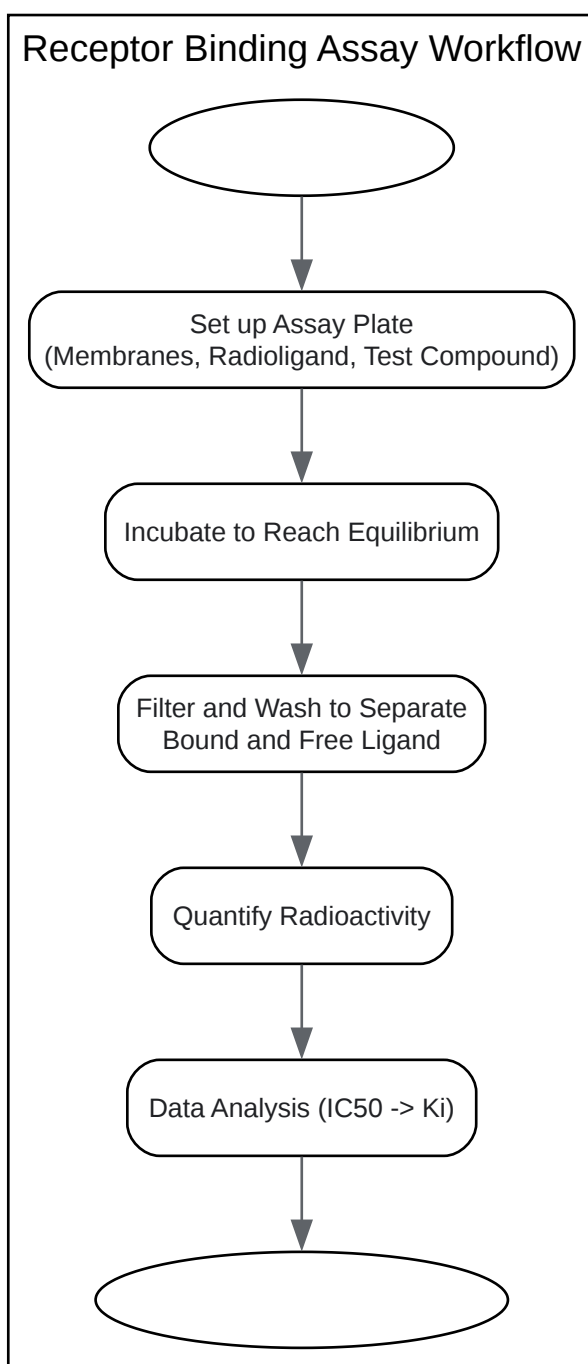 Receptor Binding Assay Workflow
Set up Assay Plate
(Membranes, Radioligand, Test Compound)
Incubate to Reach Equilibrium
Filter and Wash to Separate
Bound and Free Ligand
Quantify Radioactivity
Data Analysis (IC50 -> Ki)